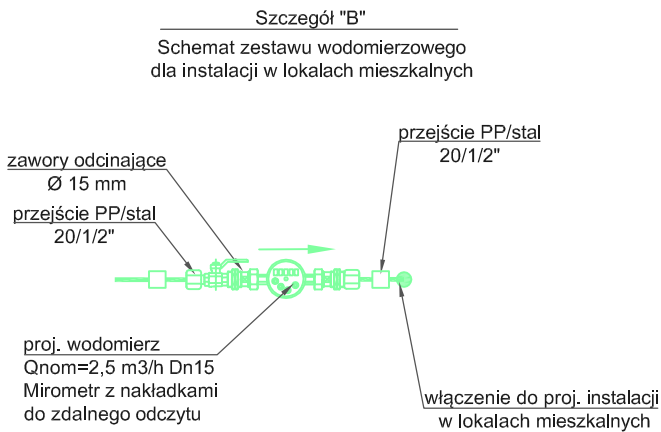 Szczegół "B"
Schemat zestawu wodomierzowego
dla instalacji w lokalach mieszkalnych
przejście PP/stal
20/1/2"
zawory odcinające
Ø 15 mm
przejście PP/stal
20/1/2"
proj. wodomierz
Qnom=2,5 m3/h Dn15
Mirometr z nakładkami
do zdalnego odczytu
włączenie do proj. instalacji
w lokalach mieszkalnych